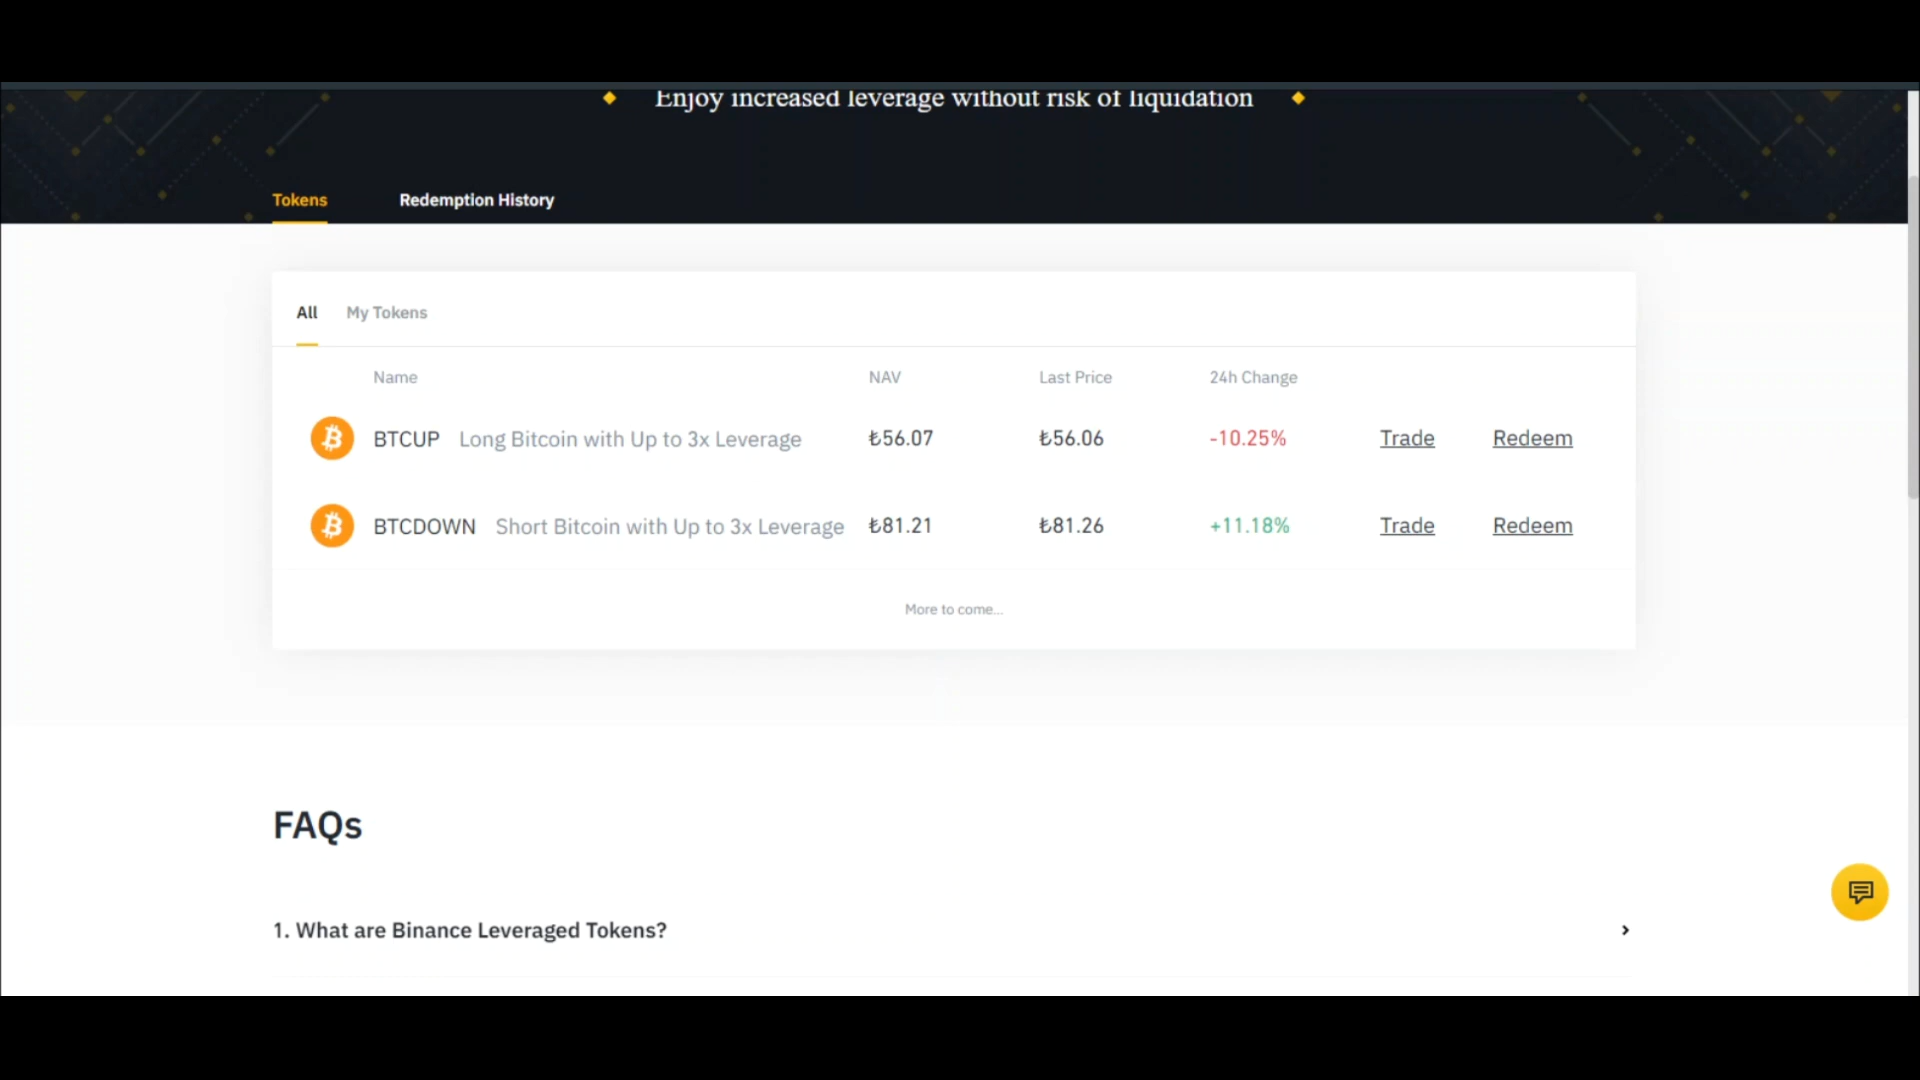 Enjoy increased leverage without risk of liquidation
Tokens Redemption History
All My Tokens
Name NAV Last Price 24h Change
BTCUP Long Bitcoin with Up to 3x Leverage ₺56.07 ₺56.06 -10.25% Trade Redeem
BTCDOWN Short Bitcoin with Up to 3x Leverage ₺81.21 ₺81.26 +11.18% Trade Redeem
More to come...
FAQs
1. What are Binance Leveraged Tokens?